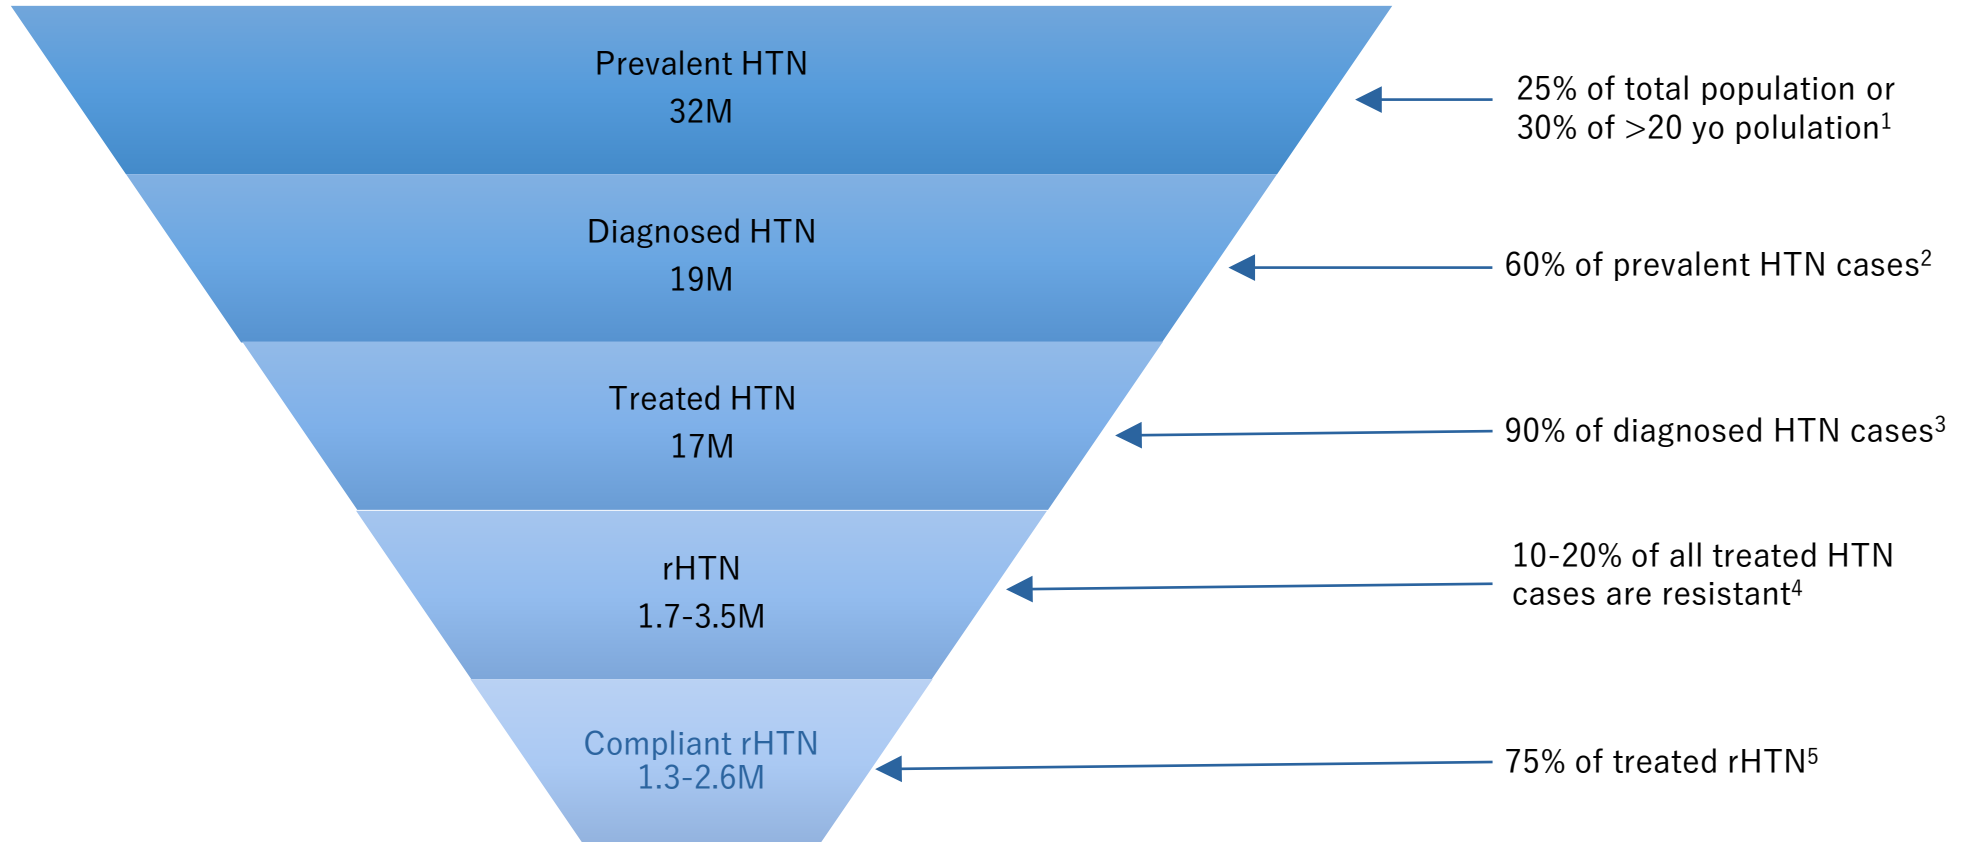 Prevalent HTN
32M
25% of total population or
30% of >20 yo polulation¹
Diagnosed HTN
19M
60% of prevalent HTN cases²
Treated HTN
17M
90% of diagnosed HTN cases³
rHTN
1.7-3.5M
10-20% of all treated HTN
cases are resistant⁴
Compliant rHTN
1.3-2.6M
75% of treated rHTN⁵